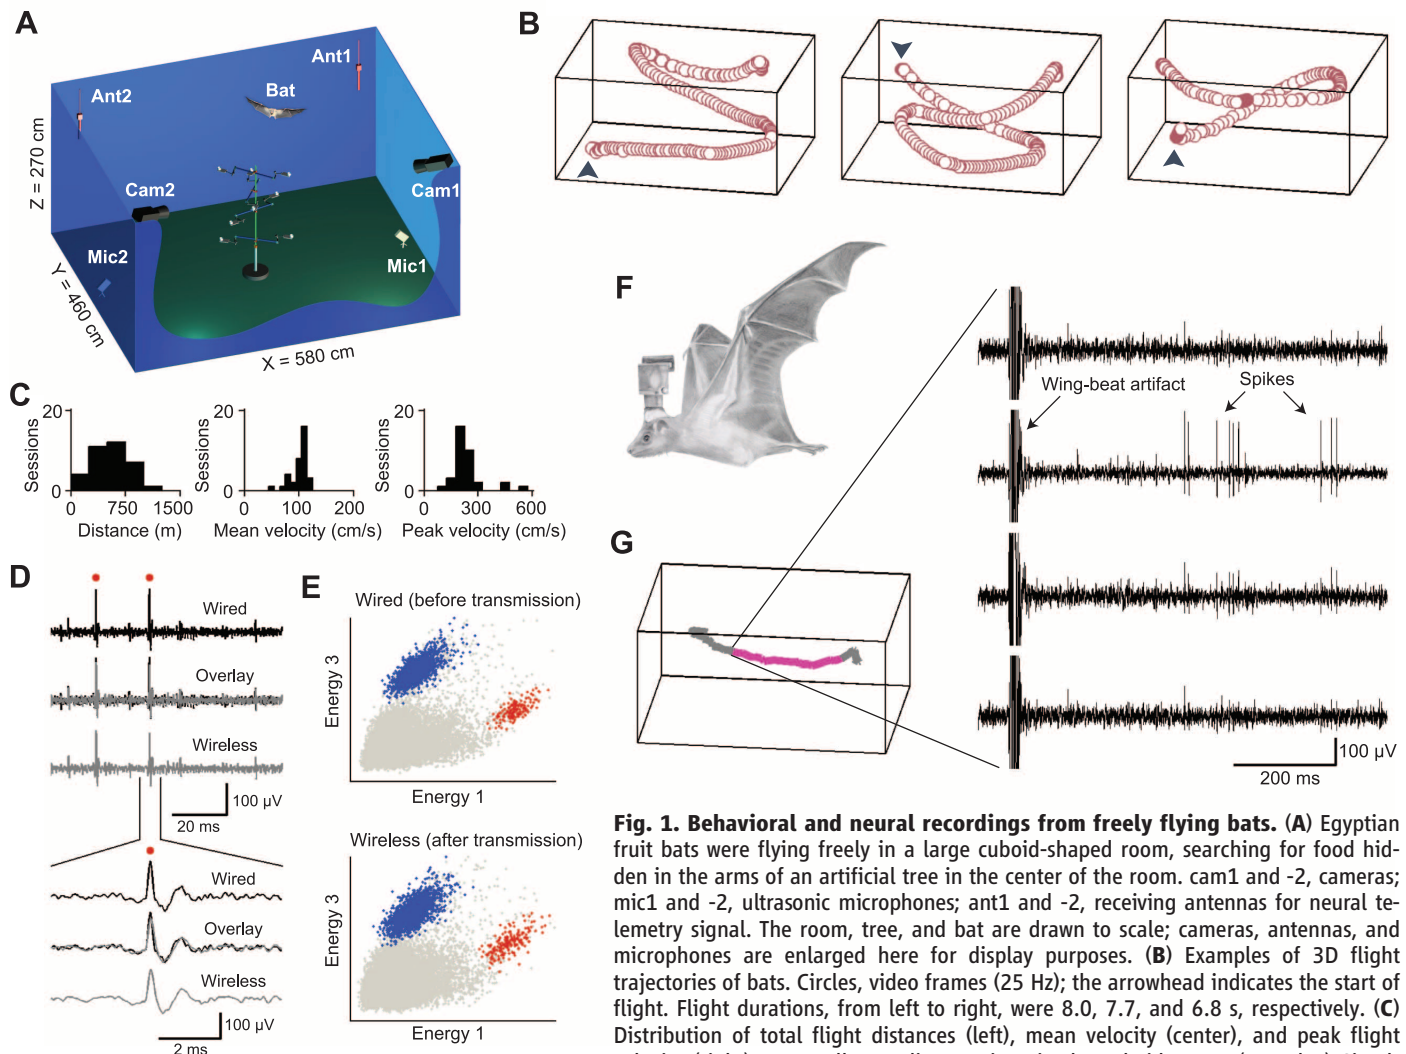 A
Ant1
Ant2
Bat
Cam2
Cam1
Mic2
Mic1
Z = 270 cm
Y = 460 cm
X = 580 cm
B
C
Sessions
20
0
0 750 1500
Distance (m)
Sessions
20
0
0 100 200
Mean velocity (cm/s)
Sessions
20
0
0 300 600
Peak velocity (cm/s)
D
Wired
Overlay
Wireless
100 µV
20 ms
Wired
Overlay
Wireless
100 µV
2 ms
E
Wired (before transmission)
Energy 3
Energy 1
Wireless (after transmission)
Energy 3
Energy 1
F
Wing-beat artifact
Spikes
G
100 µV
200 ms
Fig. 1. Behavioral and neural recordings from freely flying bats. (A) Egyptian
fruit bats were flying freely in a large cuboid-shaped room, searching for food hid-
den in the arms of an artificial tree in the center of the room. cam1 and -2, cameras;
mic1 and -2, ultrasonic microphones; ant1 and -2, receiving antennas for neural te-
lemetry signal. The room, tree, and bat are drawn to scale; cameras, antennas, and
microphones are enlarged here for display purposes. (B) Examples of 3D flight
trajectories of bats. Circles, video frames (25 Hz); the arrowhead indicates the start of
flight. Flight durations, from left to right, were 8.0, 7.7, and 6.8 s, respectively. (C)
Distribution of total flight distances (left), mean velocity (center), and peak flight